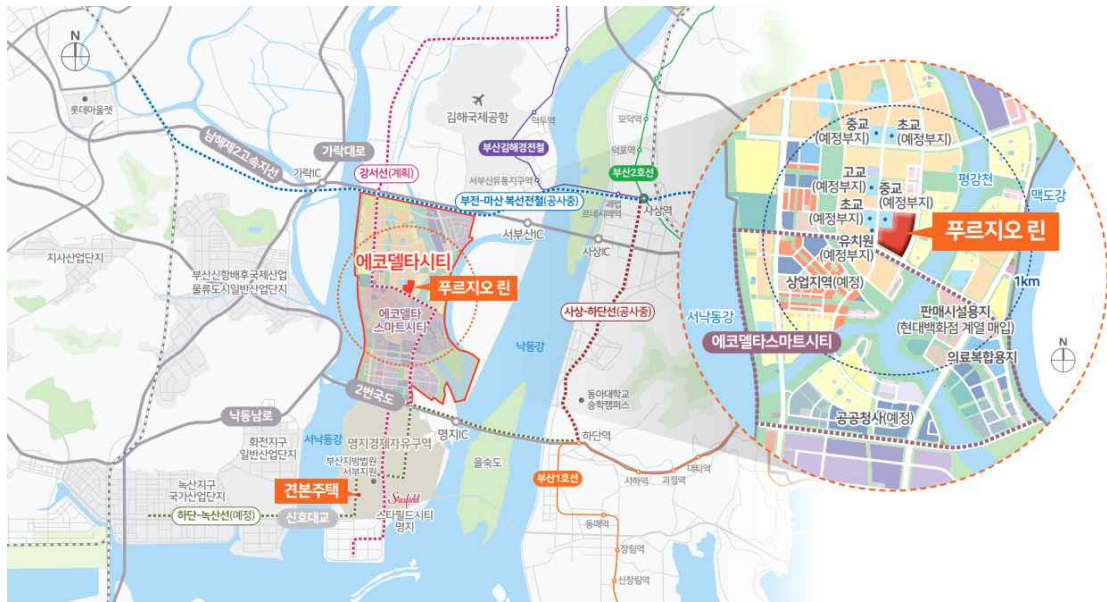 N
롯데아울렛
남해제2고속지선
가락대로
가락IC
김해국제공항
강서선(계획)
덕두역
부산김해경전철
서부산유통지구역
모덕역
덕포역
부산2호선
부전-마산 복선전철(공사중)
괘법
르네시떼역
사상역
서부산IC
사상IC
지사산업단지
부산신항배후국제산업
물류도시일반산업단지
에코델타시티
푸르지오 린
에코델타
스마트시티
사상-하단선(공사중)
낙동강
2번국도
낙동남로
명지IC
동아대학교
승학캠퍼스
하단역
화전지구
일반산업단지
서낙동강
명지경제자유구역
부산지방법원
서부지원
을숙도
부산1호선
사하역
괴정역
대티역
녹산지구
국가산업단지
견본주택
Starfield
스타필드시티
명지
하단-녹산선(예정)
신호대교
동매역
장림역
신장림역
중교
(예정부지)
초교
(예정부지)
고교
(예정부지)
중교
(예정부지)
초교
(예정부지)
평강천
맥도강
푸르지오 린
유치원
(예정부지)
상업지역(예정)
1km
서낙동강
판매시설용지
(현대백화점 계열 매입)
에코델타스마트시티
의료복합용지
N
공공청사(예정)